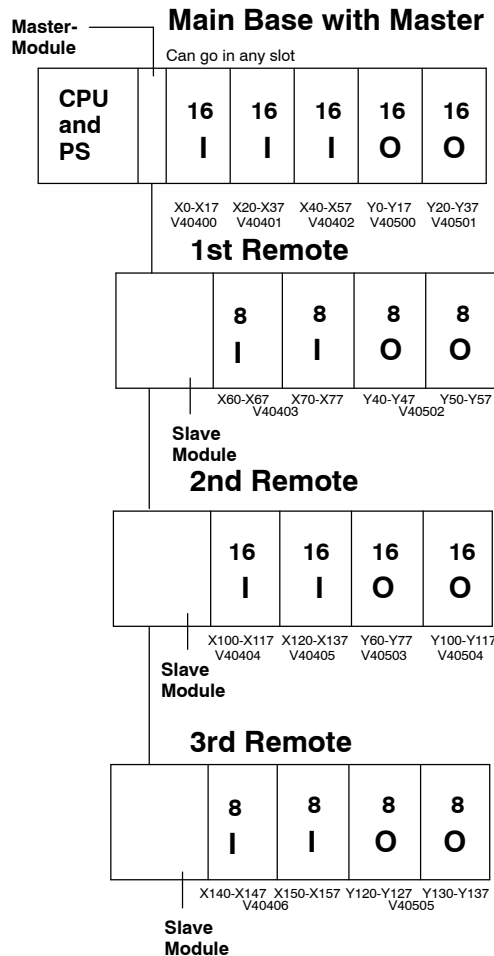 Main Base with Master
Master-
Module
Can go in any slot
CPU
and
PS
16 16 16 16 16
I I I O O
X0-X17 X20-X37 X40-X57 Y0-Y17 Y20-Y37
V40400 V40401 V40402 V40500 V40501
1st Remote
8 8 8 8
I I O O
X60-X67 X70-X77 Y40-Y47 Y50-Y57
V40403 V40502
Slave
Module
2nd Remote
16 16 16 16
I I O O
X100-X117 X120-X137 Y60-Y77 Y100-Y117
V40404 V40405 V40503 V40504
Slave
Module
3rd Remote
8 8 8 8
I I O O
X140-X147 X150-X157 Y120-Y127 Y130-Y137
V40406 V40505
Slave
Module